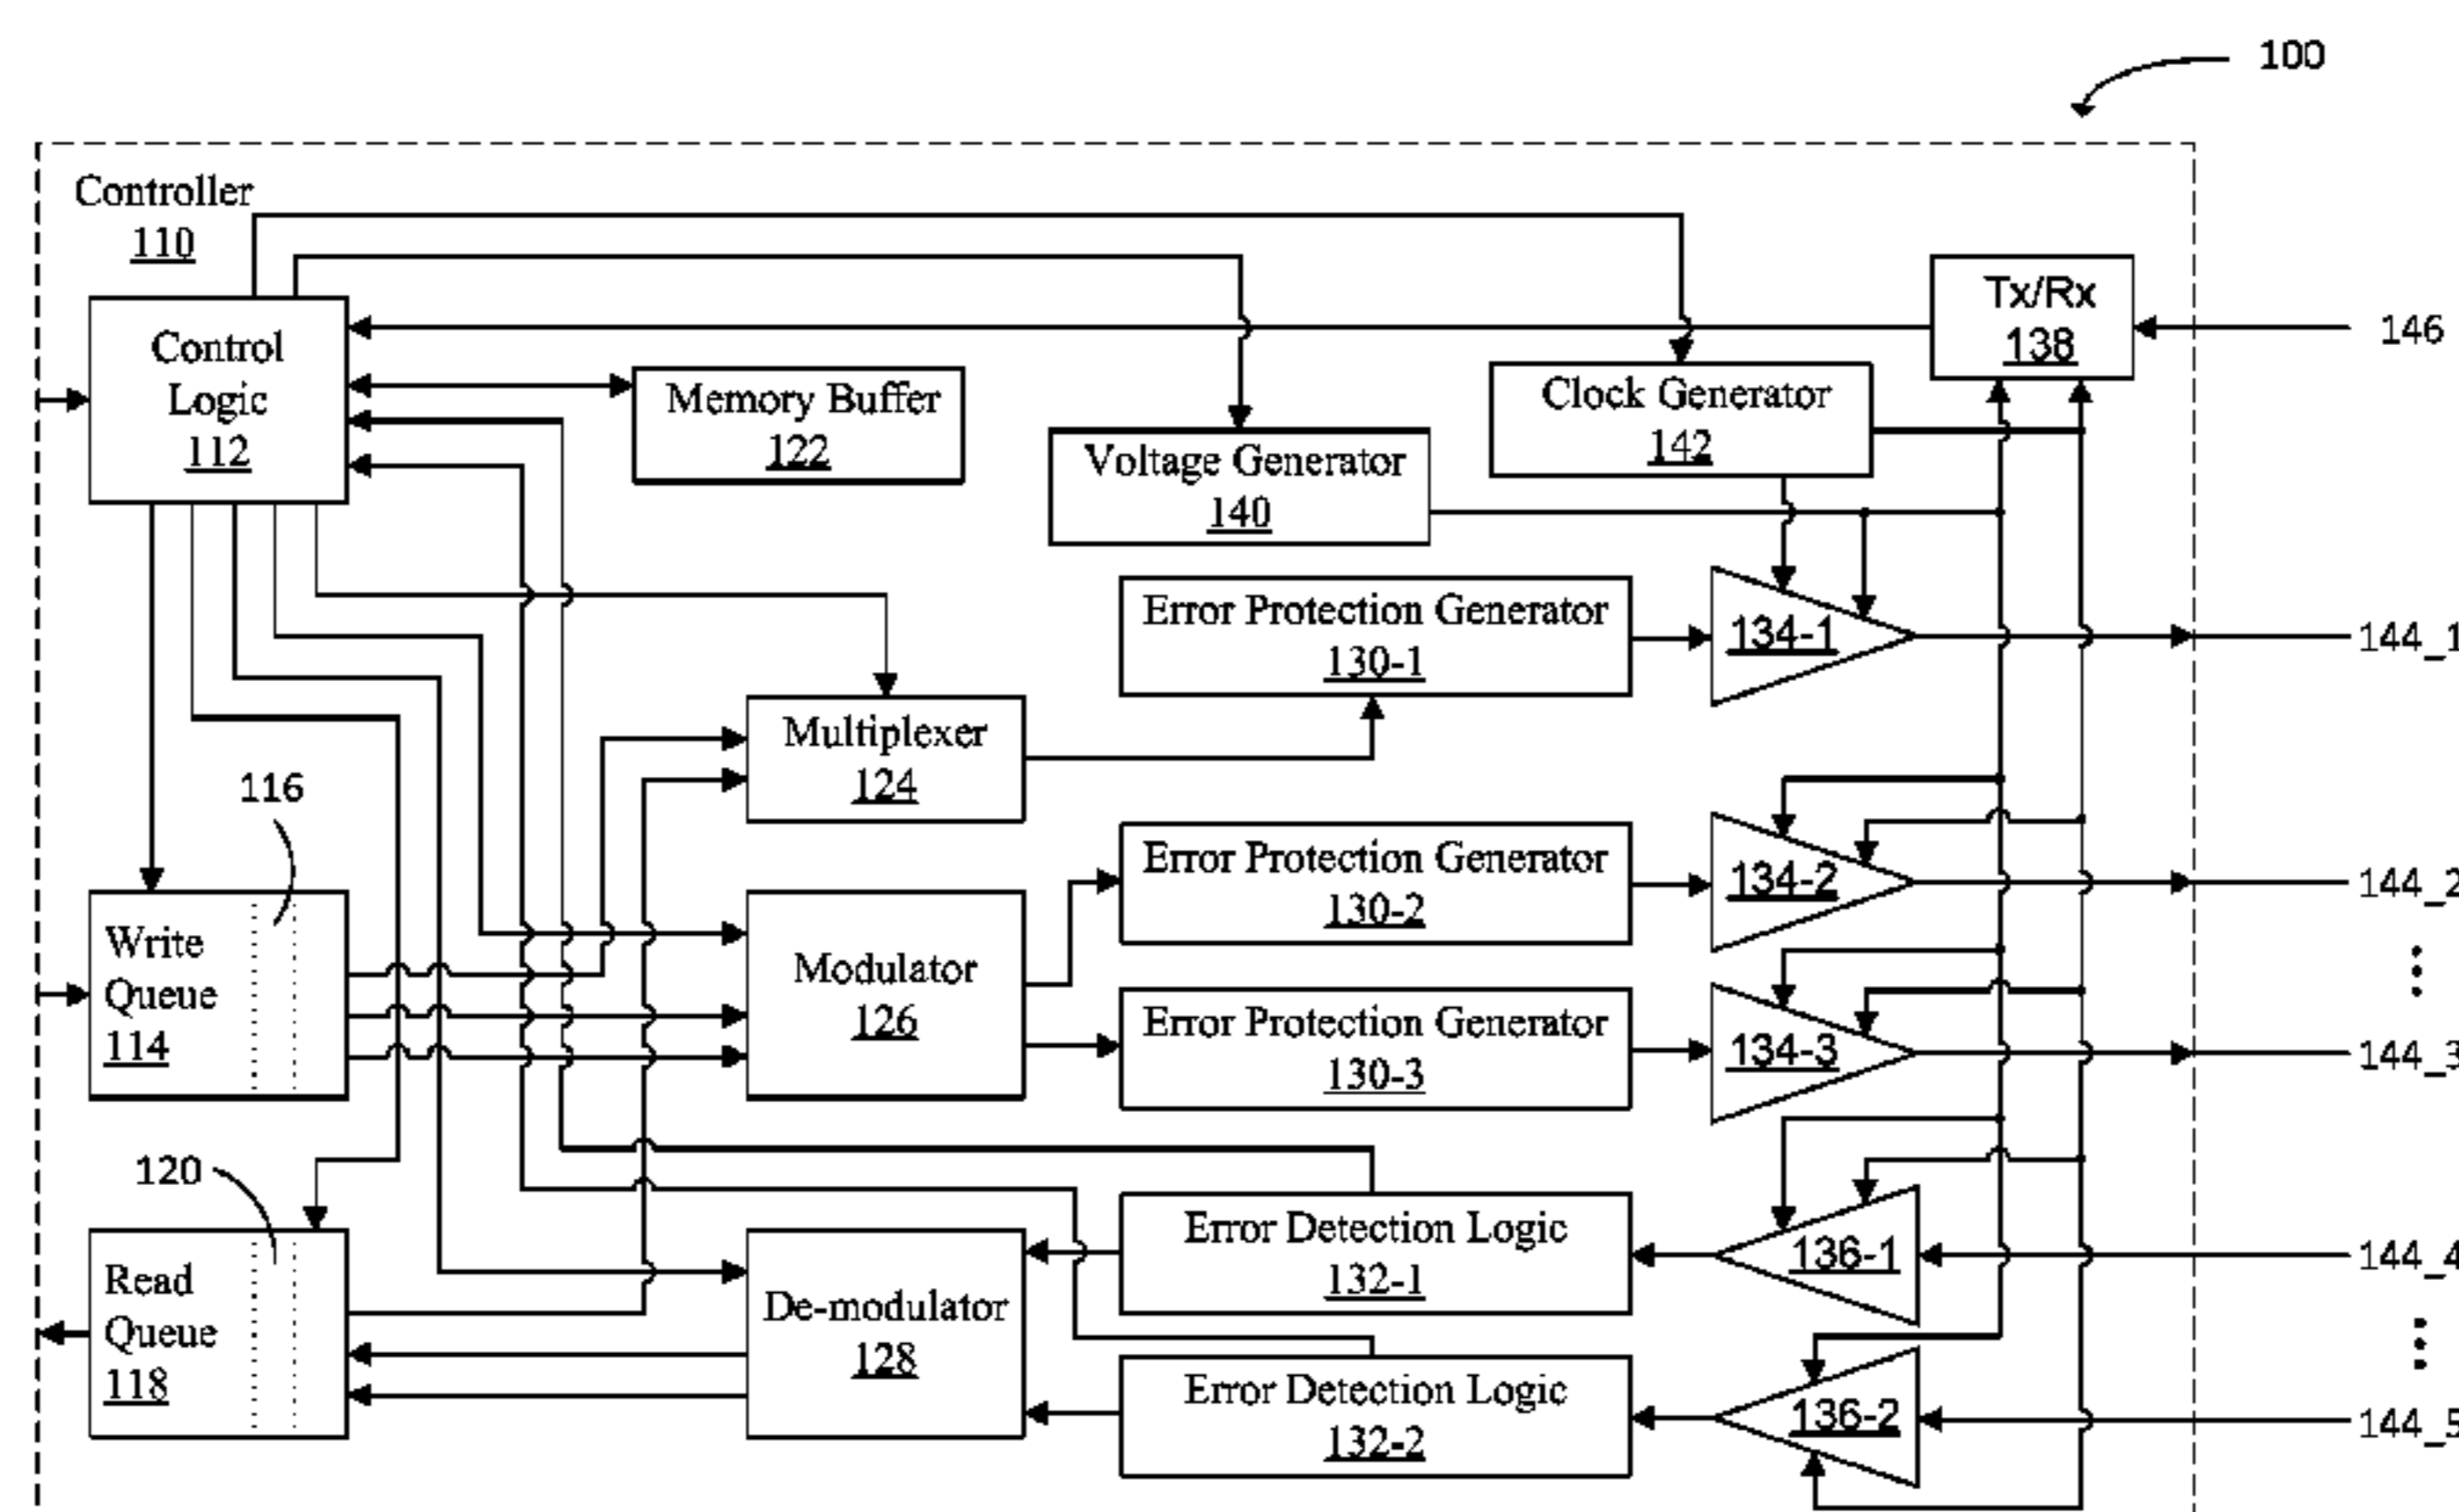 100
Controller
110
Control
Logic
112
Memory Buffer
122
Voltage Generator
140
Clock Generator
142
Tx/Rx
138
146
Error Protection Generator
130-1
134-1
144_1
Multiplexer
124
116
Write
Queue
114
Modulator
126
Error Protection Generator
130-2
134-2
144_2
Error Protection Generator
130-3
134-3
144_3
120
Read
Queue
118
De-modulator
128
Error Detection Logic
132-1
136-1
144_4
Error Detection Logic
132-2
136-2
144_5